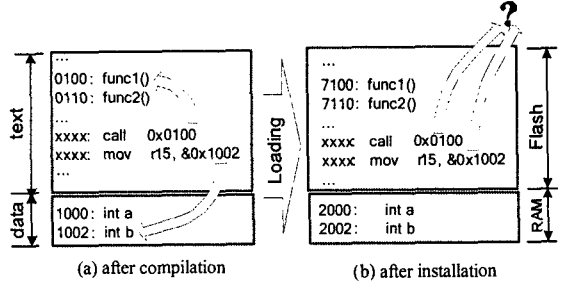 ?
text
...
0100: func1()
0110: func2()
...
xxxx: call 0x0100
xxxx: mov r15, &0x1002
...
data
1000: int a
1002: int b
(a) after compilation
Loading
...
7100: func1()
7110: func2()
...
xxxx: call 0x0100
xxxx: mov r15, &0x1002
...
Flash
2000: int a
2002: int b
RAM
(b) after installation